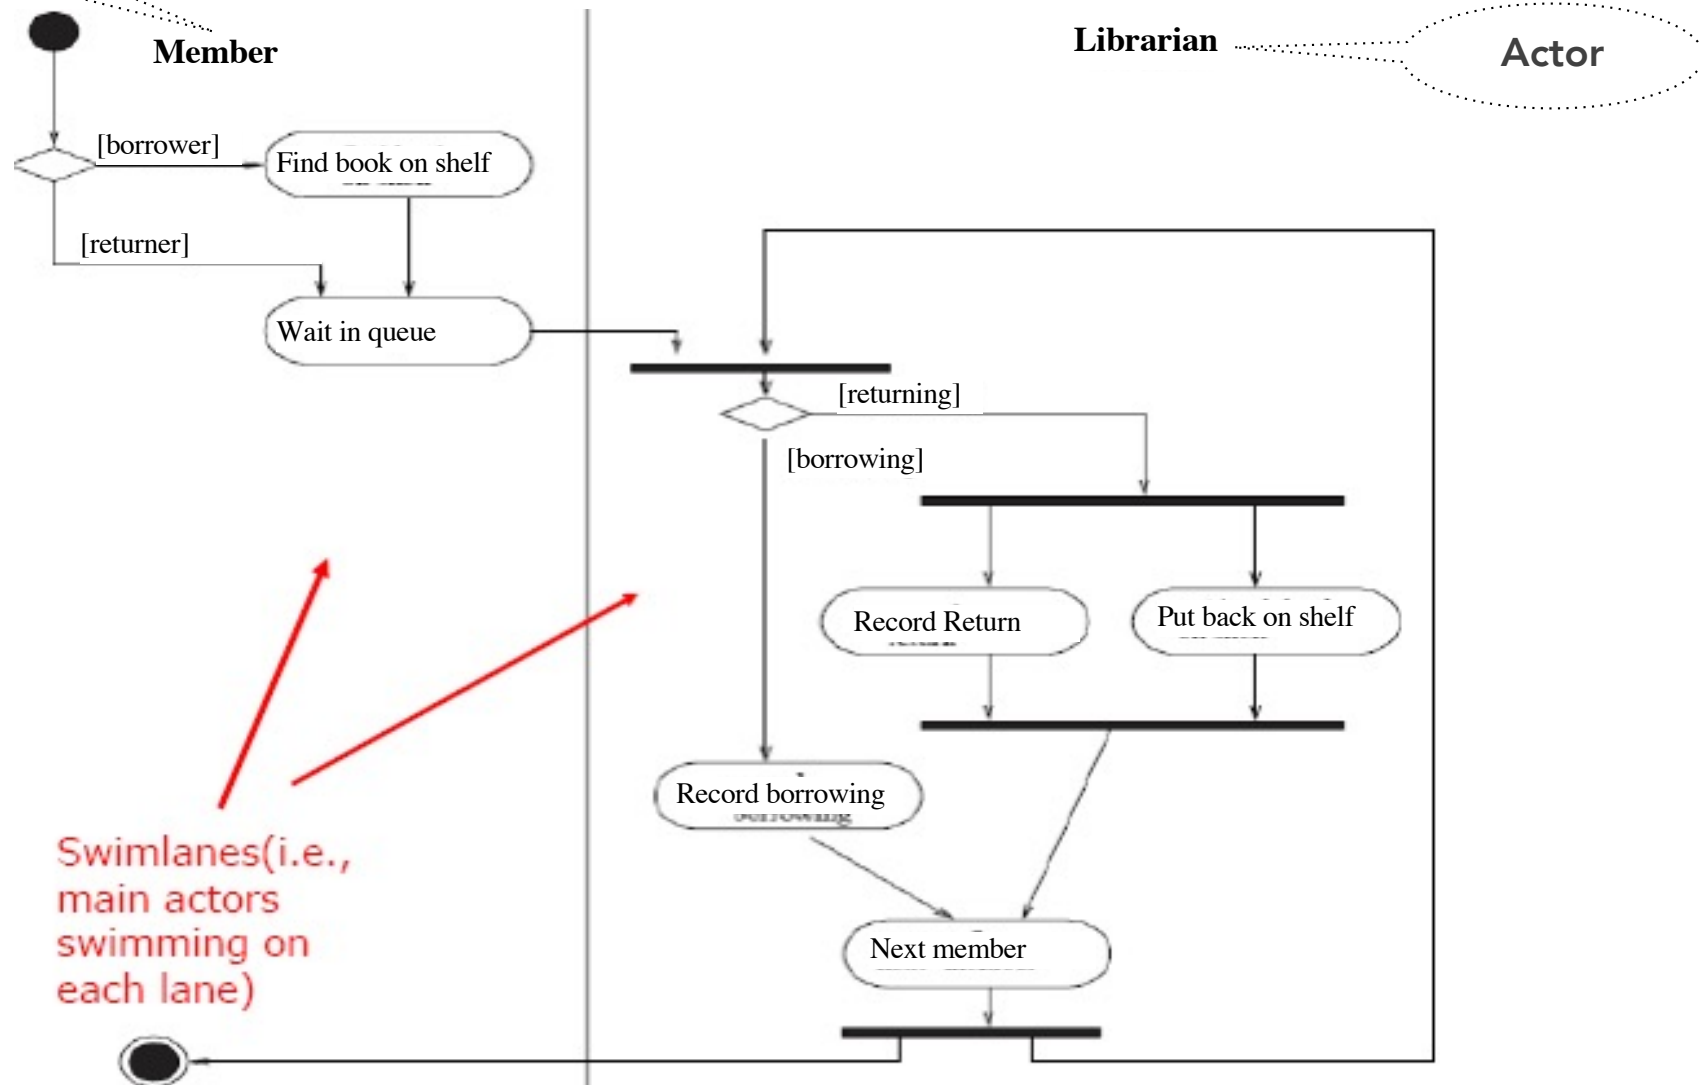 Member
Librarian
Actor
[borrower]
Find book on shelf
[returner]
Wait in queue
[returning]
[borrowing]
Record Return
Put back on shelf
Record borrowing
Next member
Swimlanes(i.e.,
main actors
swimming on
each lane)